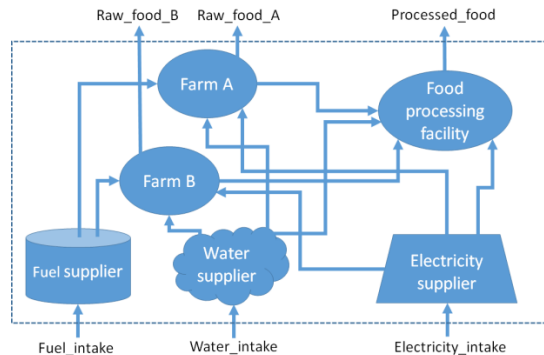 Raw_food_B
Raw_food_A
Processed_food
Farm A
Food
processing
facility
Farm B
Fuel supplier
Water
supplier
Electricity
supplier
Fuel_intake
Water_intake
Electricity_intake